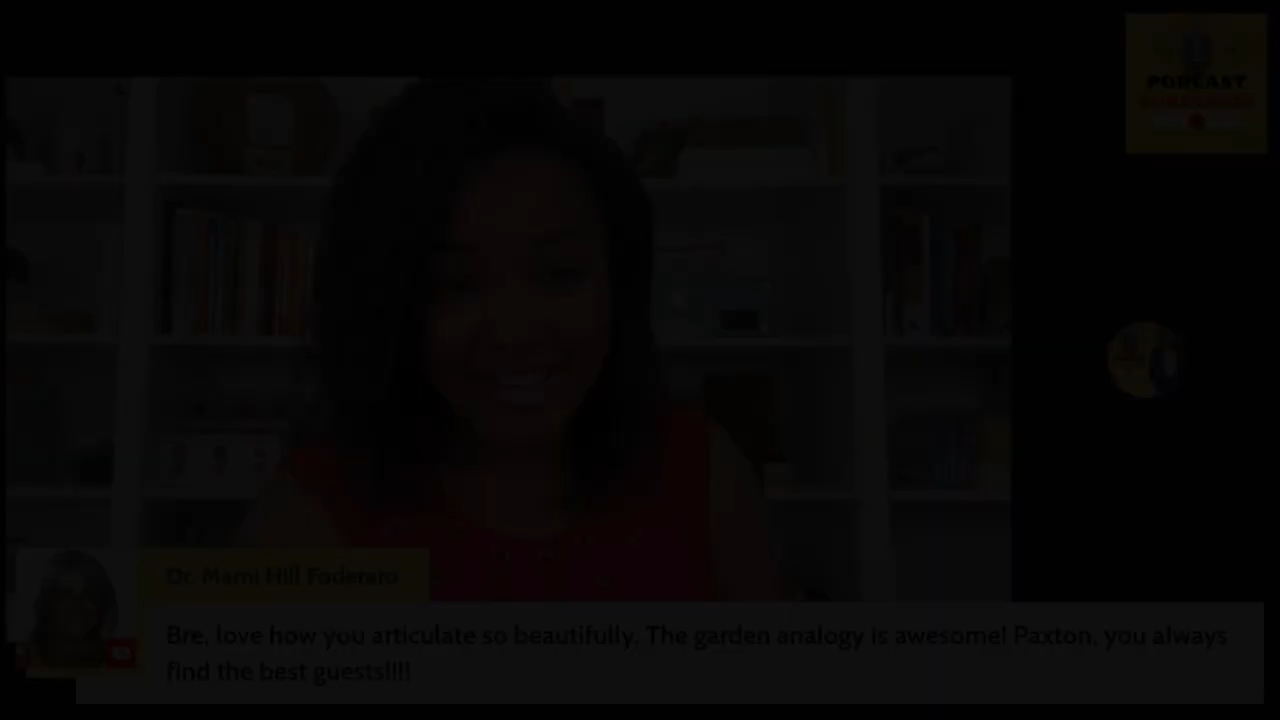 PODCAST
Dr. Marni Hill Foderaro
Bre, love how you articulate so beautifully. The garden analogy is awesome! Paxton, you always
find the best guests!!!!